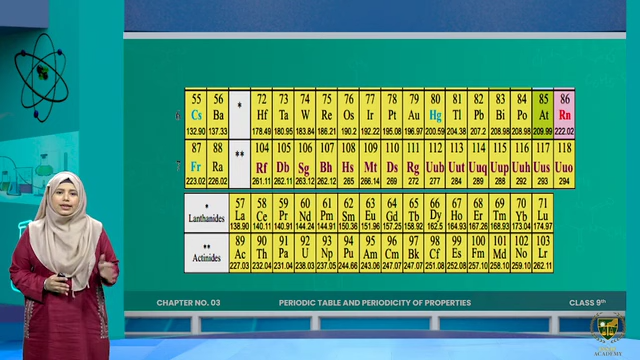 55 56 72 73 74 75 76 77 78 79 80 81 82 83 84 85 86
6 Cs Ba * Hf Ta W Re Os Ir Pt Au Hg Tl Pb Bi Po At Rn
132.90 137.33 178.49 180.95 183.84 186.21 190.2 192.22 195.08 196.97 200.59 204.38 207.2 208.98 208.98 209.99 222.02
87 88 104 105 106 107 108 109 110 111 112 113 114 115 116 117 118
7 Fr Ra ** Rf Db Sg Bh Hs Mt Ds Rg Uub Uut Uuq Uup Uuh Uus Uuo
223.02 226.02 261.11 262.11 263.12 262.12 265 266.14 269 272 277 284 289 288 292 293 294
* 57 58 59 60 61 62 63 64 65 66 67 68 69 70 71
Lanthanides La Ce Pr Nd Pm Sm Eu Gd Tb Dy Ho Er Tm Yb Lu
138.90 140.11 140.91 144.24 144.91 150.36 151.96 157.25 158.92 162.5 164.93 167.26 168.93 173.04 174.97
** 89 90 91 92 93 94 95 96 97 98 99 100 101 102 103
Actinides Ac Th Pa U Np Pu Am Cm Bk Cf Es Fm Md No Lr
227.03 232.04 231.04 238.03 237.05 244.66 243.06 247.07 247.07 251.08 252.08 257.10 258.10 259.10 262.11
CHAPTER NO. 03 PERIODIC TABLE AND PERIODICITY OF PROPERTIES CLASS 9th
ACADEMY